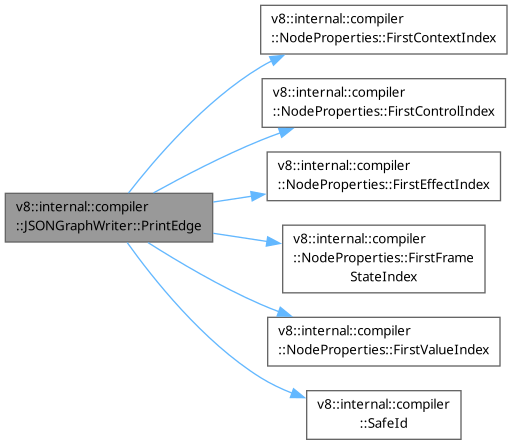 v8::internal::compiler
::NodeProperties::FirstContextIndex
v8::internal::compiler
::NodeProperties::FirstControlIndex
v8::internal::compiler
::NodeProperties::FirstEffectIndex
v8::internal::compiler
::JSONGraphWriter::PrintEdge
v8::internal::compiler
::NodeProperties::FirstFrame
StateIndex
v8::internal::compiler
::NodeProperties::FirstValueIndex
v8::internal::compiler
::SafeId